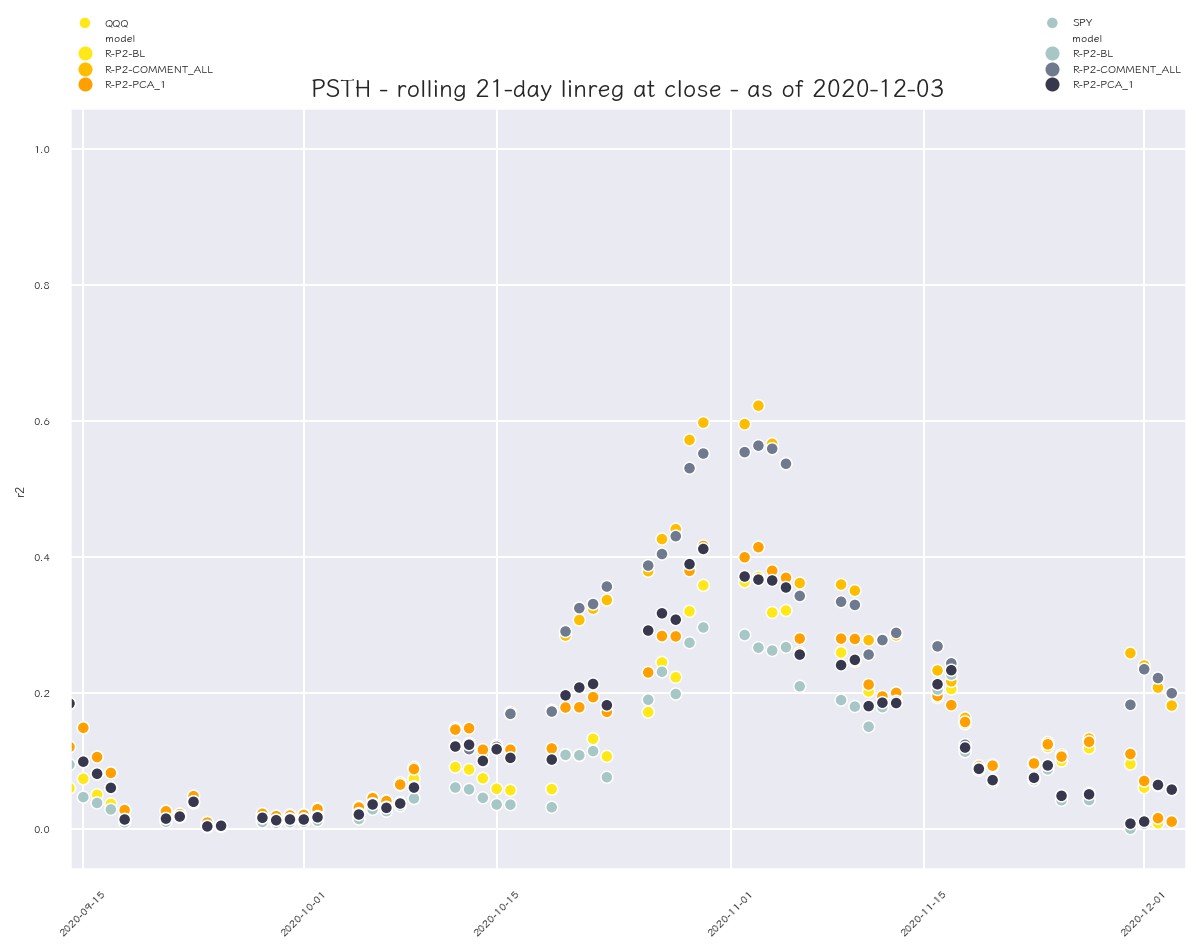 QQQ
model
R-P2-BL
R-P2-COMMENT_ALL
R-P2-PCA_1
SPY
model
R-P2-BL
R-P2-COMMENT_ALL
R-P2-PCA_1
PSTH - rolling 21-day linreg at close - as of 2020-12-03
1.0
0.8
0.6
0.4
0.2
0.0
r2
2020-09-15
2020-10-01
2020-10-15
2020-11-01
2020-11-15
2020-12-01